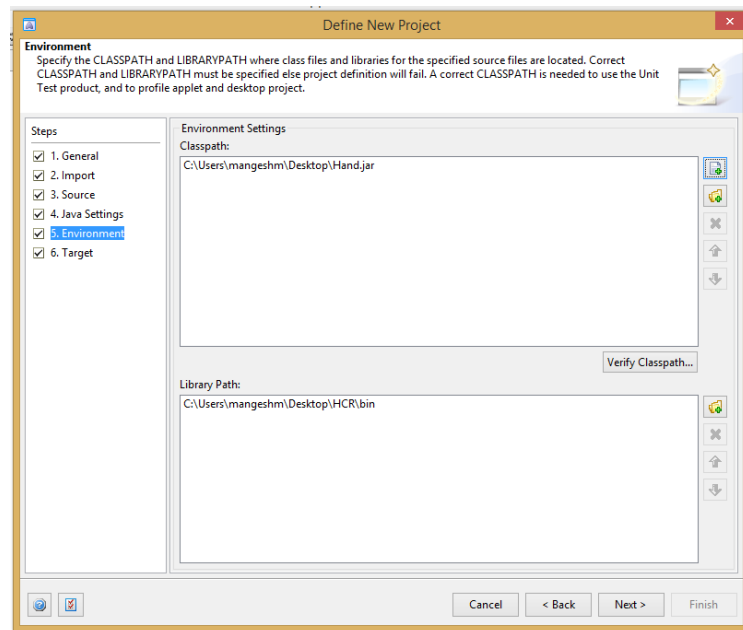 Define New Project
Environment
Specify the CLASSPATH and LIBRARYPATH where class files and libraries for the specified source files are located. Correct
CLASSPATH and LIBRARYPATH must be specified else project definition will fail. A correct CLASSPATH is needed to use the Unit
Test product, and to profile applet and desktop project.
Steps
1. General
2. Import
3. Source
4. Java Settings
5. Environment
6. Target
Environment Settings
Classpath:
C:\Users\mangeshm\Desktop\Hand.jar
Verify Classpath...
Library Path:
C:\Users\mangeshm\Desktop\HCR\bin
Cancel
< Back
Next >
Finish